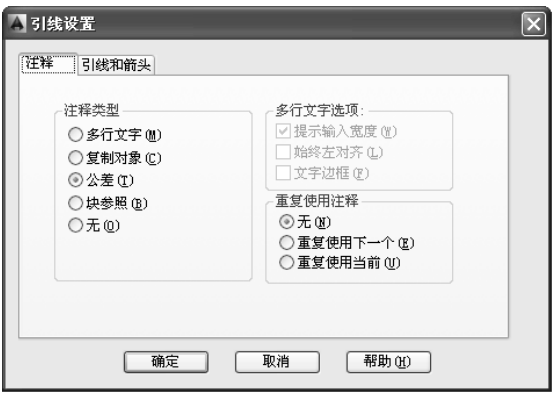 引线设置
注释
引线和箭头
注释类型
多行文字(M)
复制对象(C)
公差(T)
块参照(B)
无(O)
多行文字选项:
提示输入宽度(W)
始终左对齐(L)
文字边框(F)
重复使用注释
无(N)
重复使用下一个(E)
重复使用当前(U)
确定
取消
帮助(H)